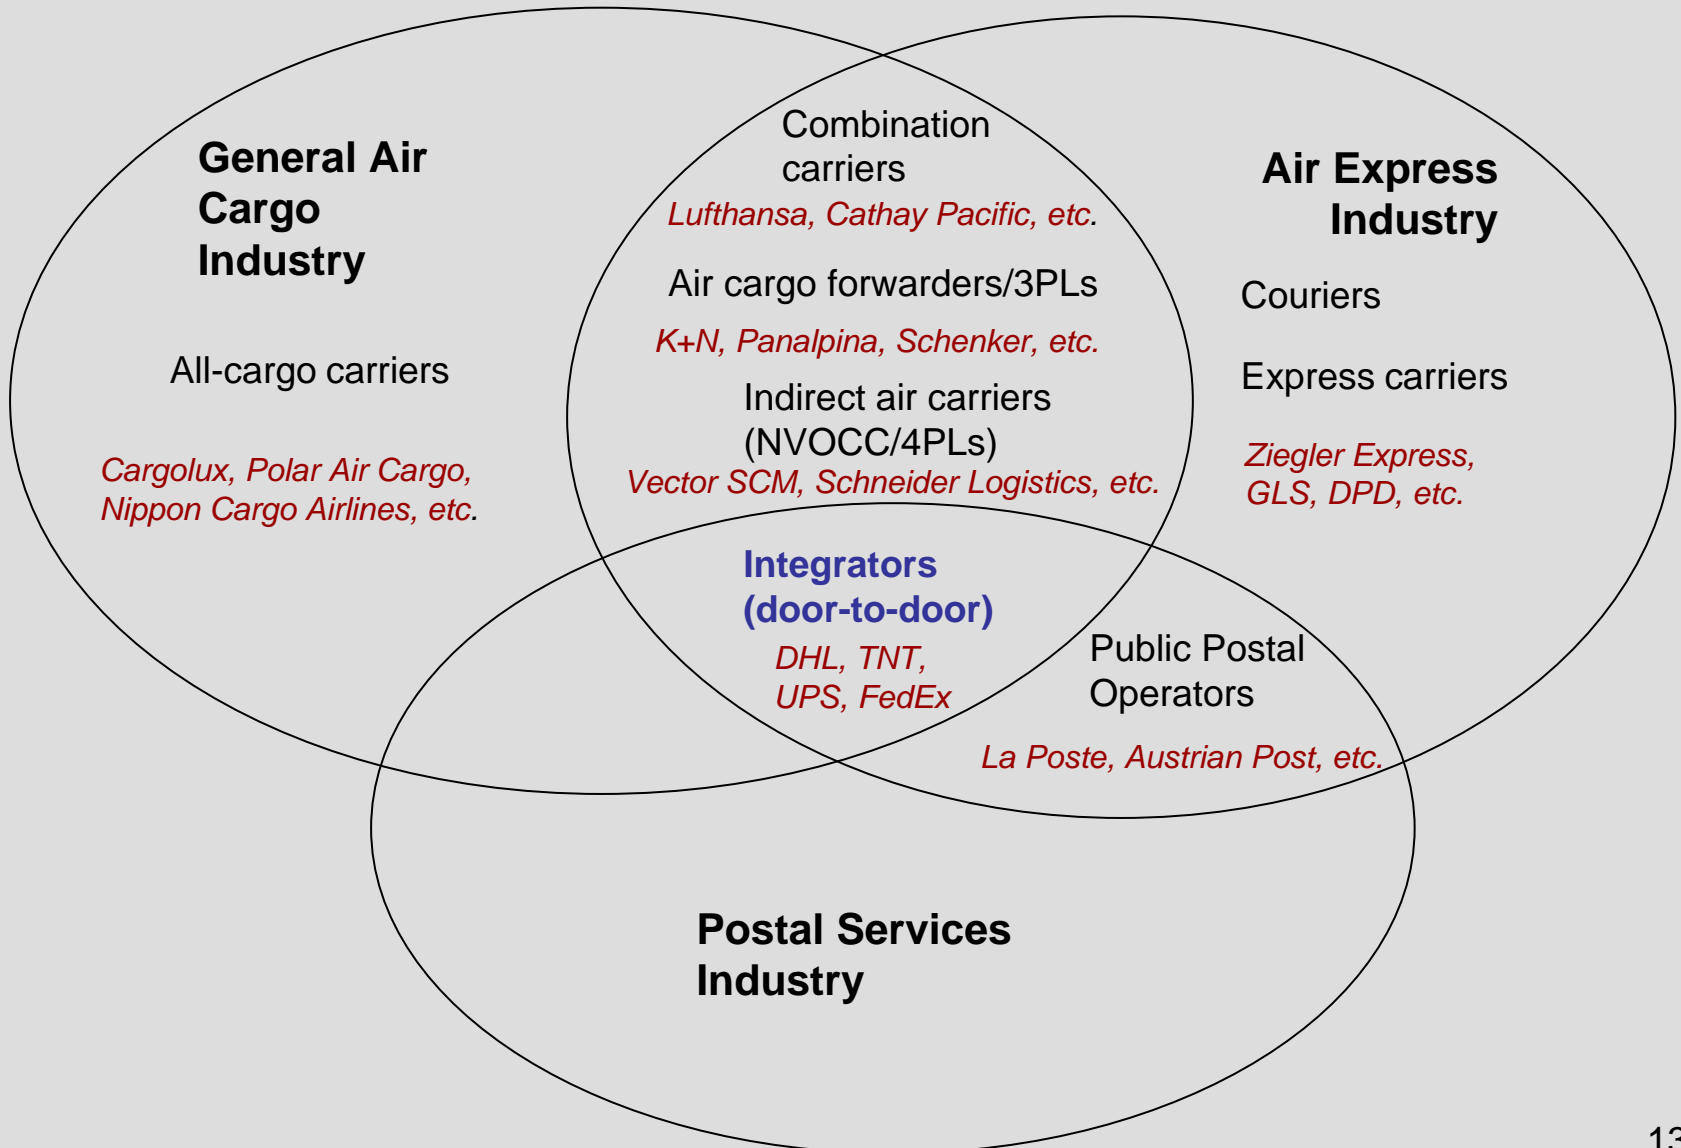 General Air
Cargo
Industry
All-cargo carriers
Cargolux, Polar Air Cargo,
Nippon Cargo Airlines, etc.
Combination
carriers
Lufthansa, Cathay Pacific, etc.
Air cargo forwarders/3PLs
K+N, Panalpina, Schenker, etc.
Indirect air carriers
(NVOCC/4PLs)
Vector SCM, Schneider Logistics, etc.
Air Express
Industry
Couriers
Express carriers
Ziegler Express,
GLS, DPD, etc.
Integrators
(door-to-door)
DHL, TNT,
UPS, FedEx
Public Postal
Operators
La Poste, Austrian Post, etc.
Postal Services
Industry
13